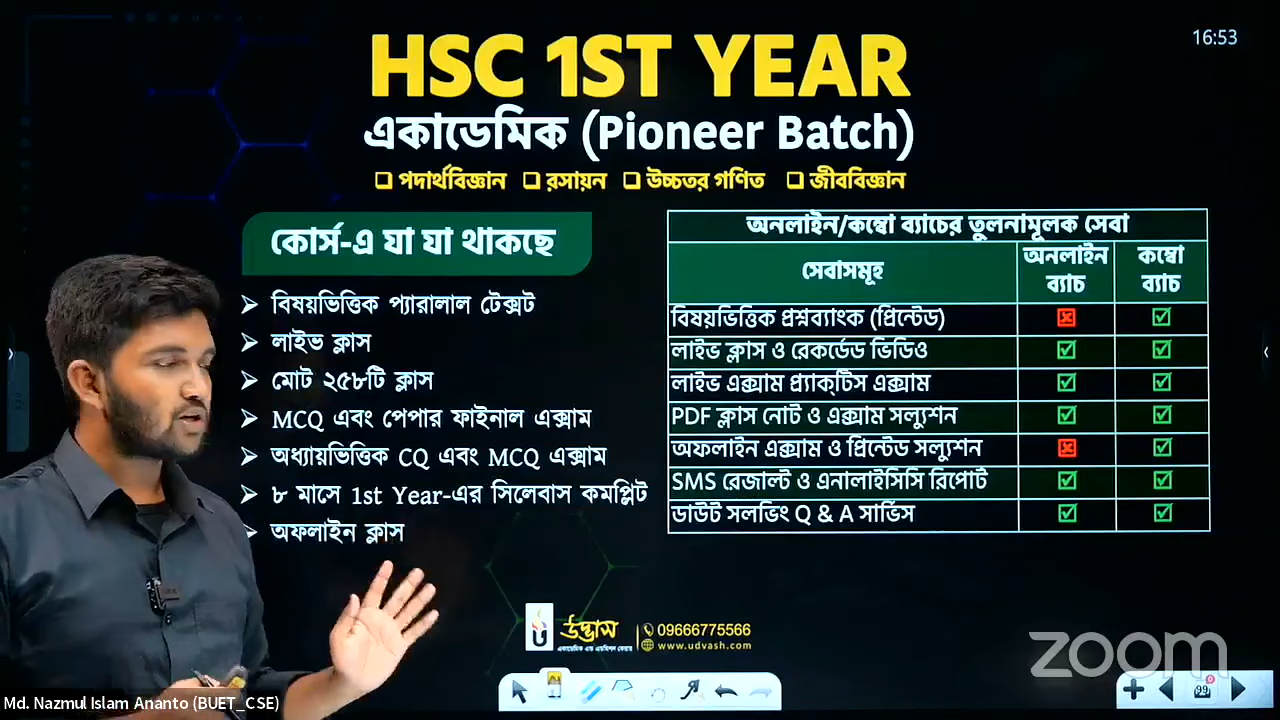 16:53
HSC 1ST YEAR
একাডেমিক (Pioneer Batch)
পদার্থবিজ্ঞান রসায়ন উচ্চতর গণিত জীববিজ্ঞান
কোর্স-এ যা যা থাকছে
বিষয়ভিত্তিক প্যারালাল টেক্সট
লাইভ ক্লাস
মোট ২৫৮টি ক্লাস
MCQ এবং পেপার ফাইনাল এক্সাম
অধ্যায়ভিত্তিক CQ এবং MCQ এক্সাম
৮ মাসে 1st Year-এর সিলেবাস কমপ্লিট
অফলাইন ক্লাস
অনলাইন/কম্বো ব্যাচের তুলনামূলক সেবা
সেবাসমূহ অনলাইন ব্যাচ কম্বো ব্যাচ
বিষয়ভিত্তিক প্রশ্নব্যাংক (প্রিন্টেড)
লাইভ ক্লাস ও রেকর্ডেড ভিডিও
লাইভ এক্সাম প্র্যাক্‌টিস এক্সাম
PDF ক্লাস নোট ও এক্সাম সল্যুশন
অফলাইন এক্সাম ও প্রিন্টেড সল্যুশন
SMS রেজাল্ট ও এনালাইসিসি রিপোর্ট
ডাউট সলভিং Q & A সার্ভিস
উদ্ভাস
একাডেমিক এন্ড এডমিশন কেয়ার
09666775566
www.udvash.com
zoom
Md. Nazmul Islam Ananto (BUET_CSE)